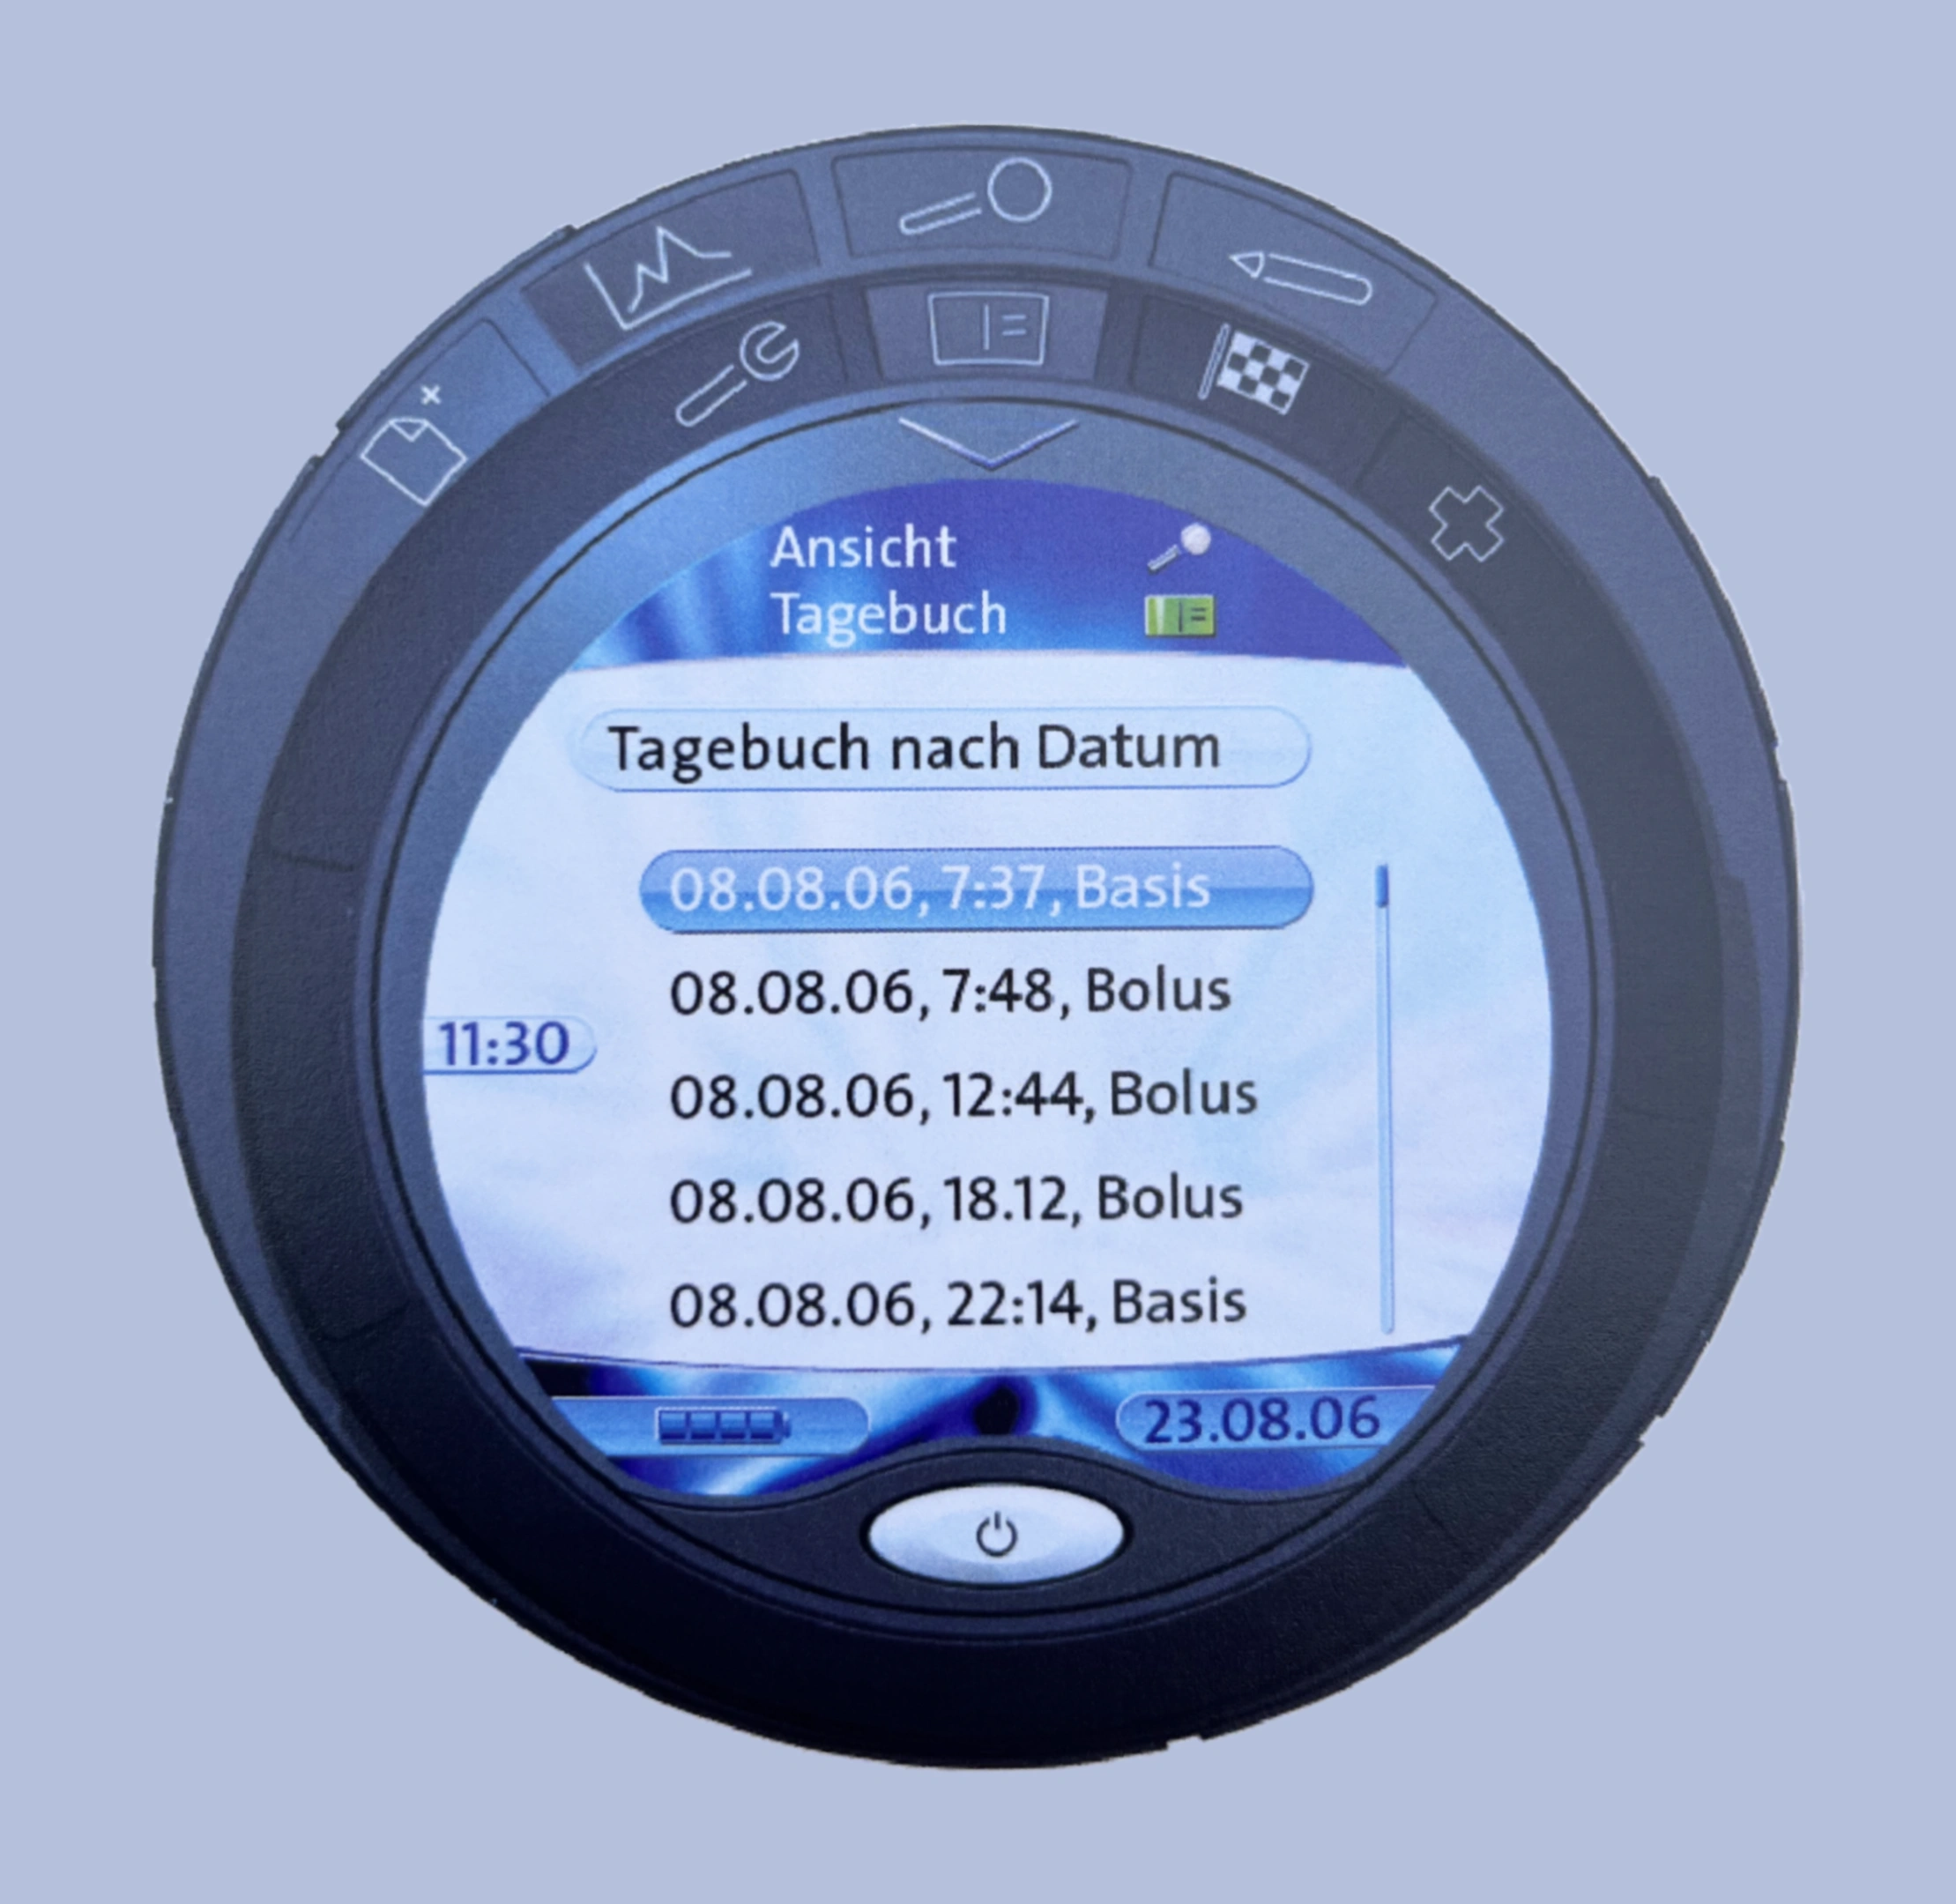 Ansicht
Tagebuch
Tagebuch nach Datum
08.08.06, 7:37, Basis
08.08.06, 7:48, Bolus
11:30
08.08.06, 12:44, Bolus
08.08.06, 18.12, Bolus
08.08.06, 22:14, Basis
23.08.06